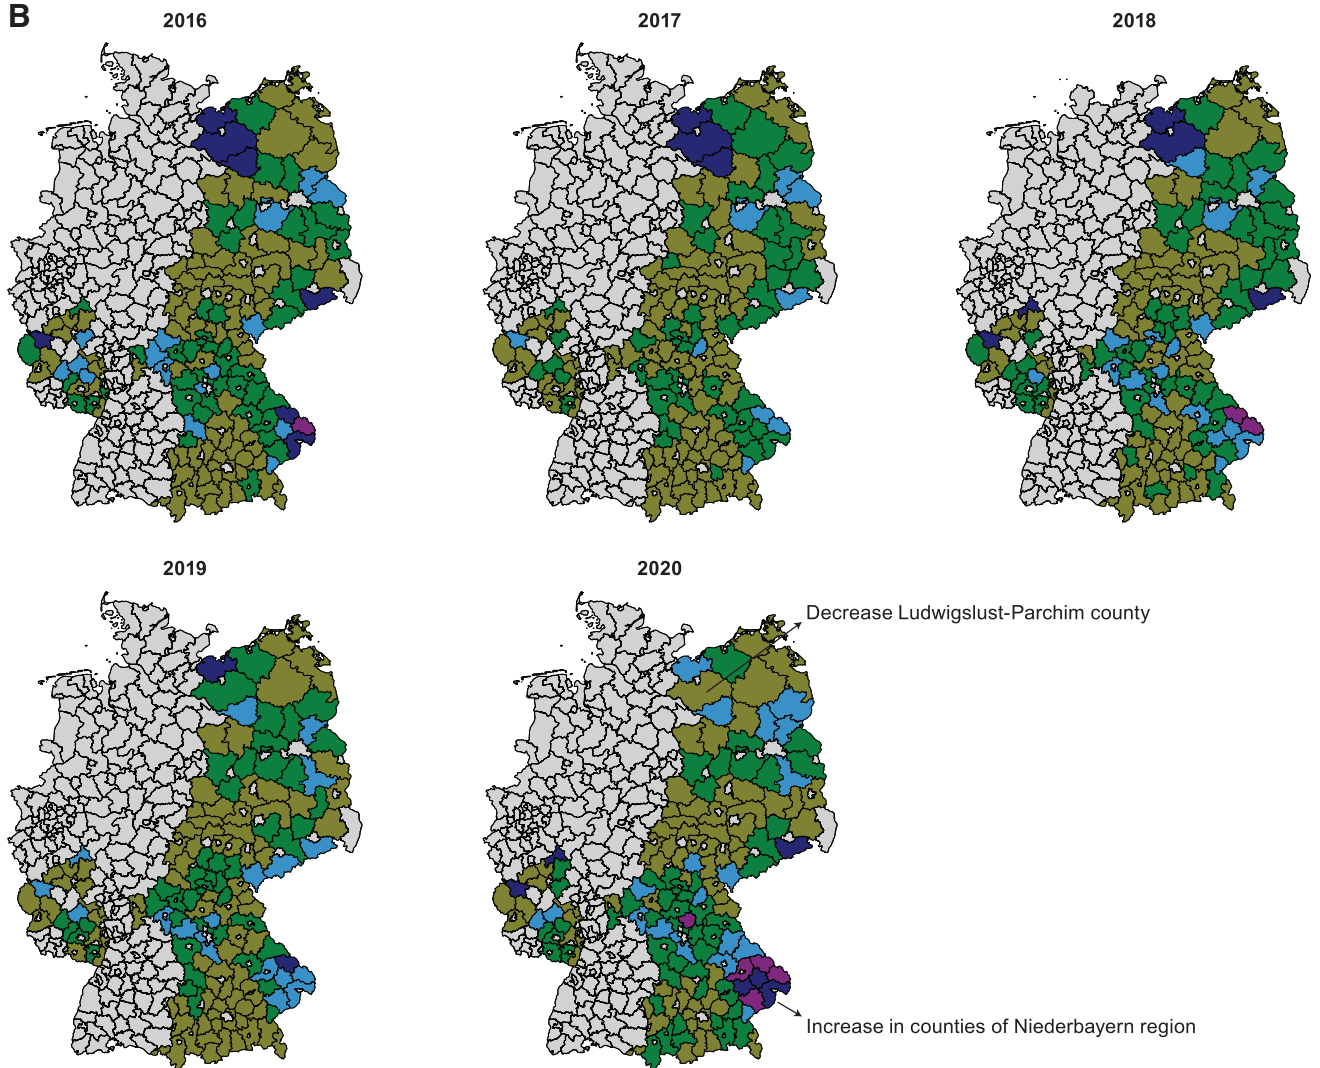 B
2016
2017
2018
2019
2020
Decrease Ludwigslust-Parchim county
Increase in counties of Niederbayern region